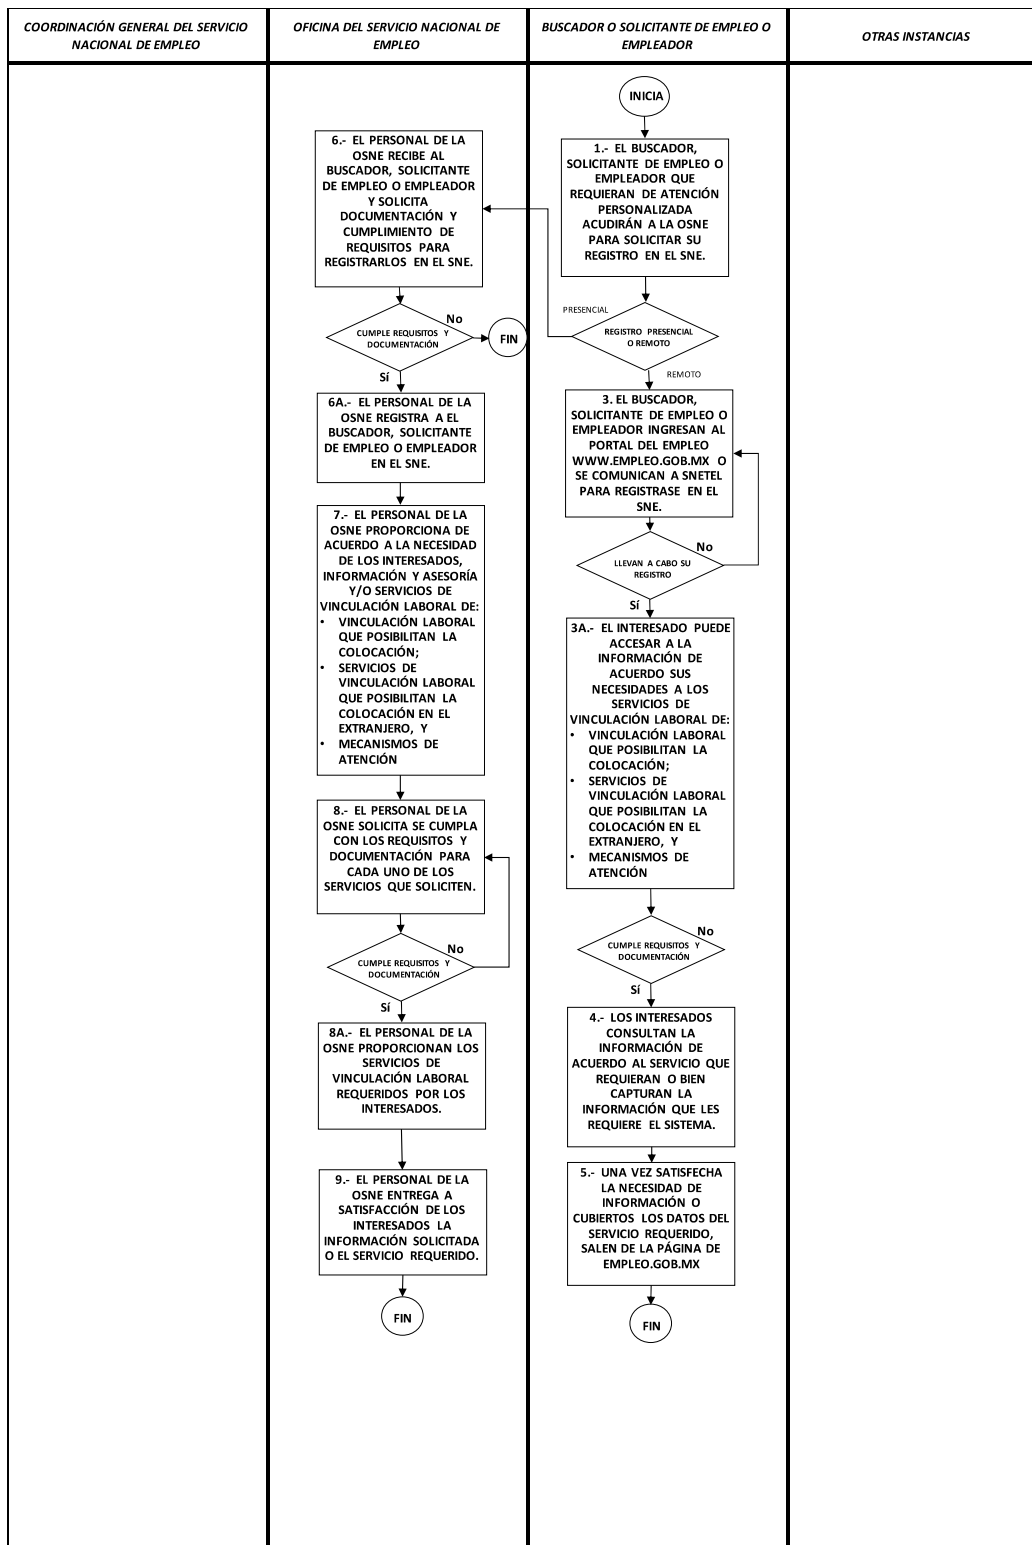 COORDINACIÓN GENERAL DEL SERVICIO
NACIONAL DE EMPLEO
OFICINA DEL SERVICIO NACIONAL DE
EMPLEO
BUSCADOR O SOLICITANTE DE EMPLEO O
EMPLEADOR
OTRAS INSTANCIAS
INICIA
1.- EL BUSCADOR,
SOLICITANTE DE EMPLEO O
EMPLEADOR QUE
REQUIERAN DE ATENCIÓN
PERSONALIZADA
ACUDIRÁN A LA OSNE
PARA SOLICITAR SU
REGISTRO EN EL SNE.
PRESENCIAL
REGISTRO PRESENCIAL
O REMOTO
REMOTO
3. EL BUSCADOR,
SOLICITANTE DE EMPLEO O
EMPLEADOR INGRESAN AL
PORTAL DEL EMPLEO
WWW.EMPLEO.GOB.MX O
SE COMUNICAN A SNETEL
PARA REGISTRASE EN EL
SNE.
No
LLEVAN A CABO SU
REGISTRO
Sí
3A.- EL INTERESADO PUEDE
ACCESAR A LA
INFORMACIÓN DE
ACUERDO SUS
NECESIDADES A LOS
SERVICIOS DE
VINCULACIÓN LABORAL DE:
• VINCULACIÓN LABORAL
QUE POSIBILITAN LA
COLOCACIÓN;
• SERVICIOS DE
VINCULACIÓN LABORAL
QUE POSIBILITAN LA
COLOCACIÓN EN EL
EXTRANJERO, Y
• MECANISMOS DE
ATENCIÓN
No
CUMPLE REQUISITOS Y
DOCUMENTACIÓN
Sí
4.- LOS INTERESADOS
CONSULTAN LA
INFORMACIÓN DE
ACUERDO AL SERVICIO QUE
REQUIERAN O BIEN
CAPTURAN LA
INFORMACIÓN QUE LES
REQUIERE EL SISTEMA.
5.- UNA VEZ SATISFECHA
LA NECESIDAD DE
INFORMACIÓN O
CUBIERTOS LOS DATOS DEL
SERVICIO REQUERIDO,
SALEN DE LA PÁGINA DE
EMPLEO.GOB.MX
FIN
6.- EL PERSONAL DE LA
OSNE RECIBE AL
BUSCADOR, SOLICITANTE
DE EMPLEO O EMPLEADOR
Y SOLICITA
DOCUMENTACIÓN Y
CUMPLIMIENTO DE
REQUISITOS PARA
REGISTRARLOS EN EL SNE.
No
CUMPLE REQUISITOS Y
DOCUMENTACIÓN
FIN
Sí
6A.- EL PERSONAL DE LA
OSNE REGISTRA A EL
BUSCADOR, SOLICITANTE
DE EMPLEO O EMPLEADOR
EN EL SNE.
7.- EL PERSONAL DE LA
OSNE PROPORCIONA DE
ACUERDO A LA NECESIDAD
DE LOS INTERESADOS,
INFORMACIÓN Y ASESORÍA
Y/O SERVICIOS DE
VINCULACIÓN LABORAL DE:
• VINCULACIÓN LABORAL
QUE POSIBILITAN LA
COLOCACIÓN;
• SERVICIOS DE
VINCULACIÓN LABORAL
QUE POSIBILITAN LA
COLOCACIÓN EN EL
EXTRANJERO, Y
• MECANISMOS DE
ATENCIÓN
8.- EL PERSONAL DE LA
OSNE SOLICITA SE CUMPLA
CON LOS REQUISITOS Y
DOCUMENTACIÓN PARA
CADA UNO DE LOS
SERVICIOS QUE SOLICITEN.
No
CUMPLE REQUISITOS Y
DOCUMENTACIÓN
Sí
8A.- EL PERSONAL DE LA
OSNE PROPORCIONAN LOS
SERVICIOS DE
VINCULACIÓN LABORAL
REQUERIDOS POR LOS
INTERESADOS.
9.- EL PERSONAL DE LA
OSNE ENTREGA A
SATISFACCIÓN DE LOS
INTERESADOS LA
INFORMACIÓN SOLICITADA
O EL SERVICIO REQUERIDO.
FIN